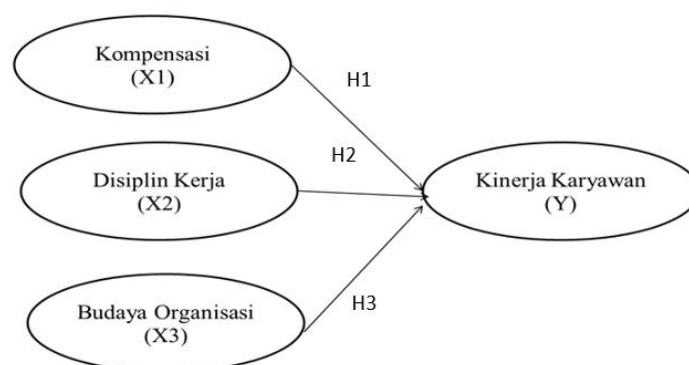 Kompensasi
(X1)
H1
H2
Disiplin Kerja
(X2)
Kinerja Karyawan
(Y)
Budaya Organisasi
(X3)
H3